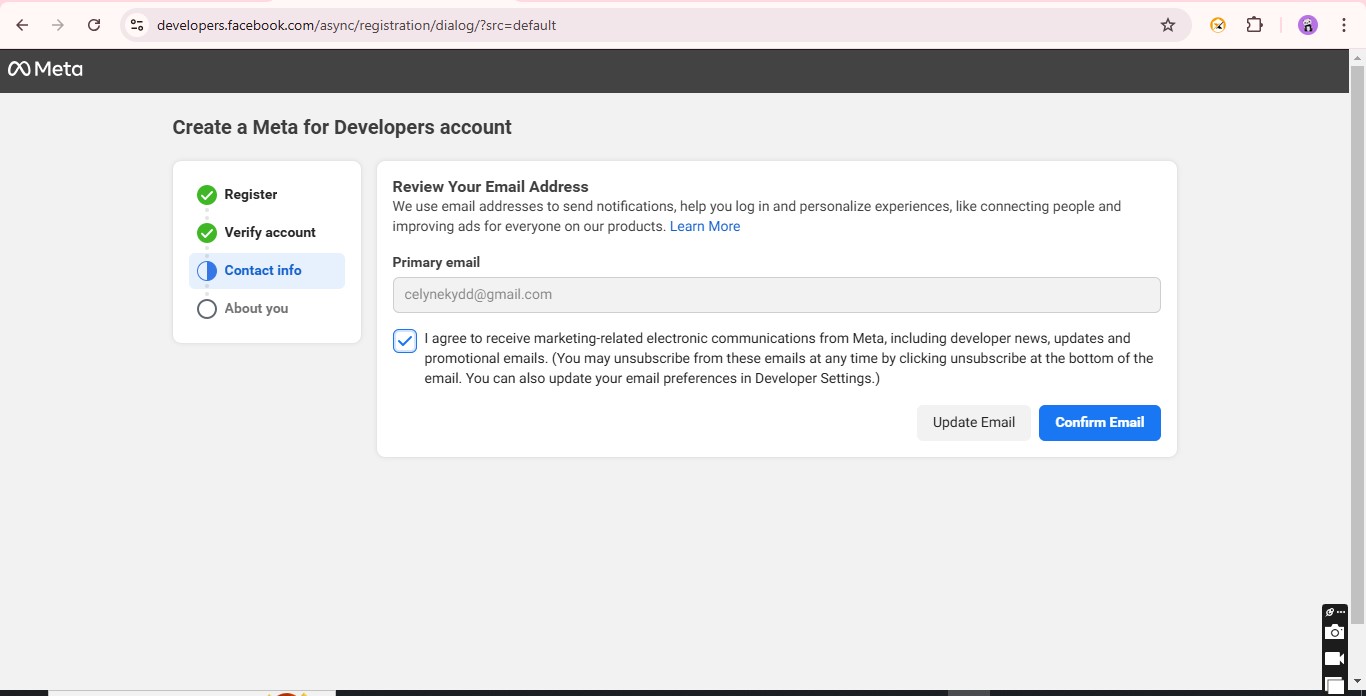 developers.facebook.com/async/registration/dialog/?src=default
Meta
Create a Meta for Developers account
Register
Verify account
Contact info
About you
Review Your Email Address
We use email addresses to send notifications, help you log in and personalize experiences, like connecting people and
improving ads for everyone on our products. Learn More
Primary email
celynekydd@gmail.com
I agree to receive marketing-related electronic communications from Meta, including developer news, updates and
promotional emails. (You may unsubscribe from these emails at any time by clicking unsubscribe at the bottom of the
email. You can also update your email preferences in Developer Settings.)
Update Email
Confirm Email